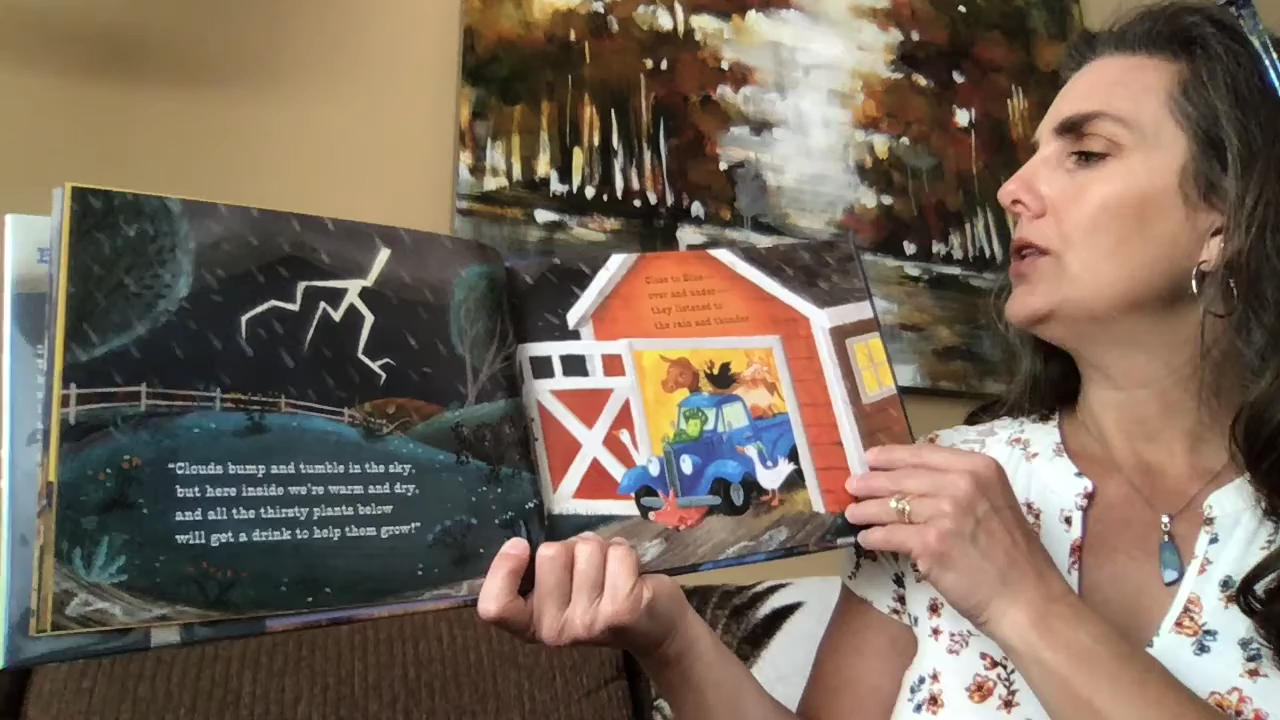 "Clouds bump and tumble in the sky,
but here inside we're warm and dry,
and all the thirsty plants below
will get a drink to help them grow!"
Close to Blue—
over and under—
they listened to
the rain and thunder